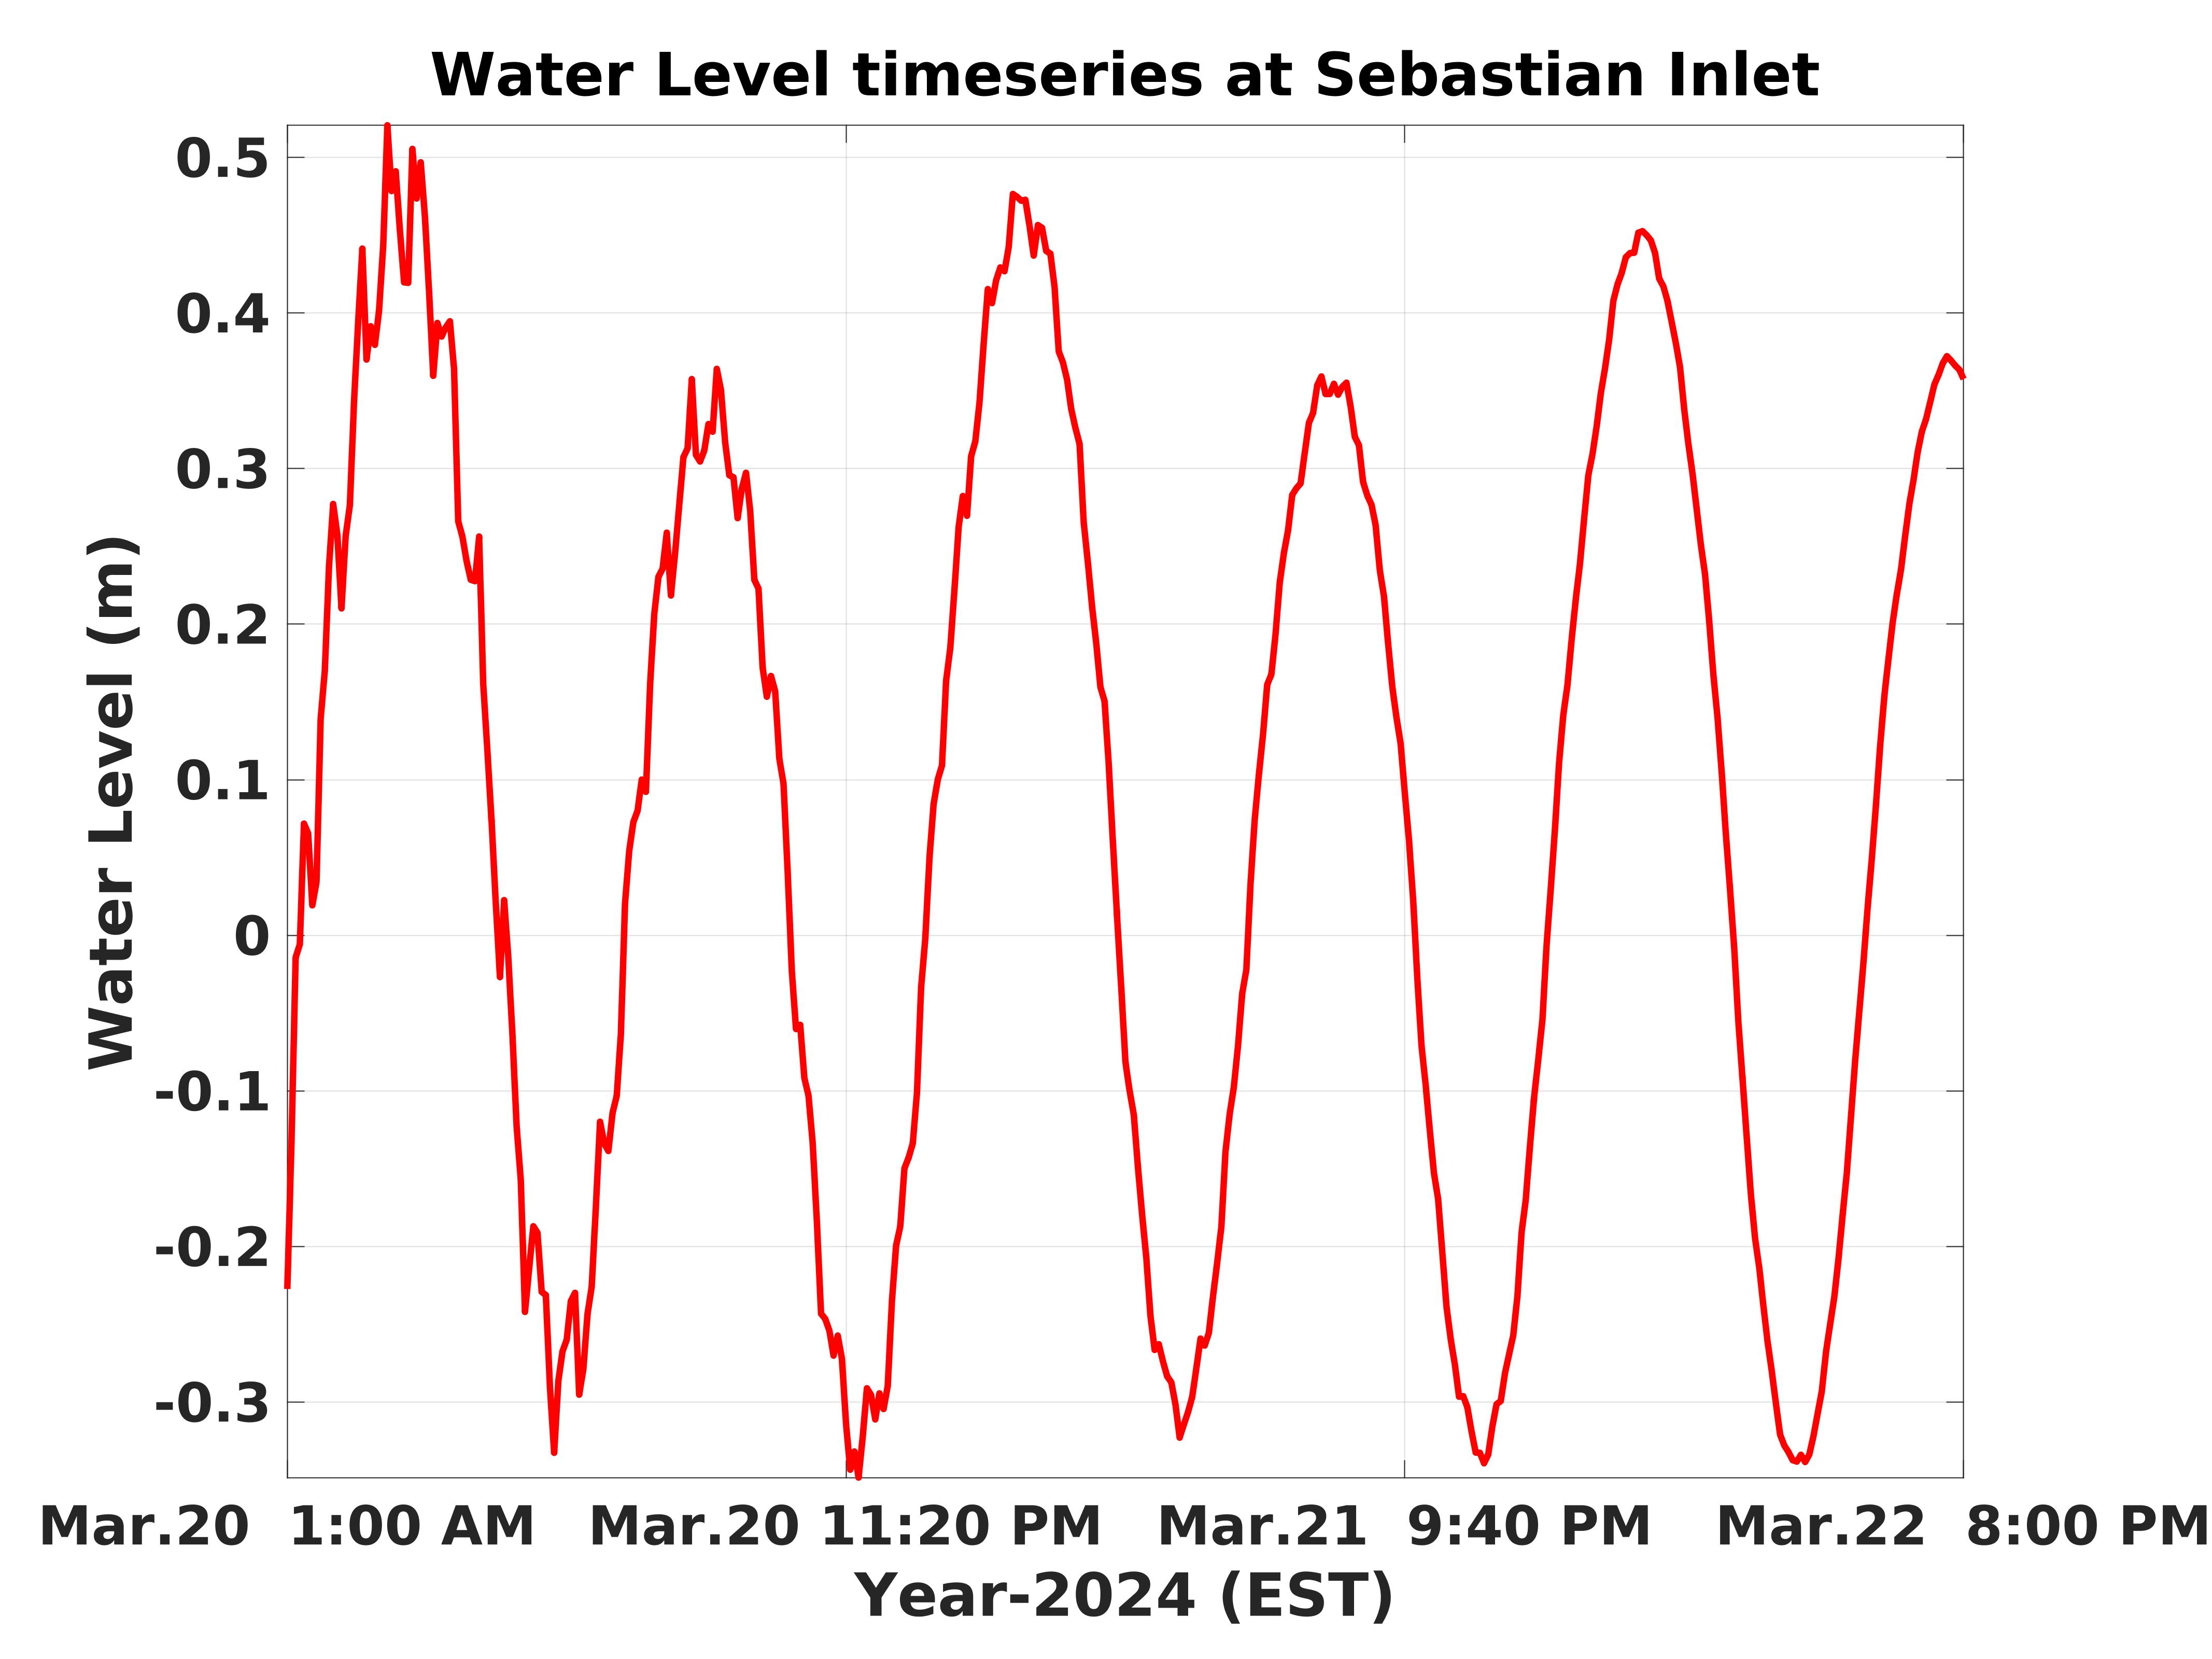 Water Level timeseries at Sebastian Inlet
0.5
0.4
0.3
0.2
0.1
0
-0.1
-0.2
-0.3
Water Level (m)
Mar.20 1:00 AM Mar.20 11:20 PM Mar.21 9:40 PM Mar.22 8:00 PM
Year-2024 (EST)